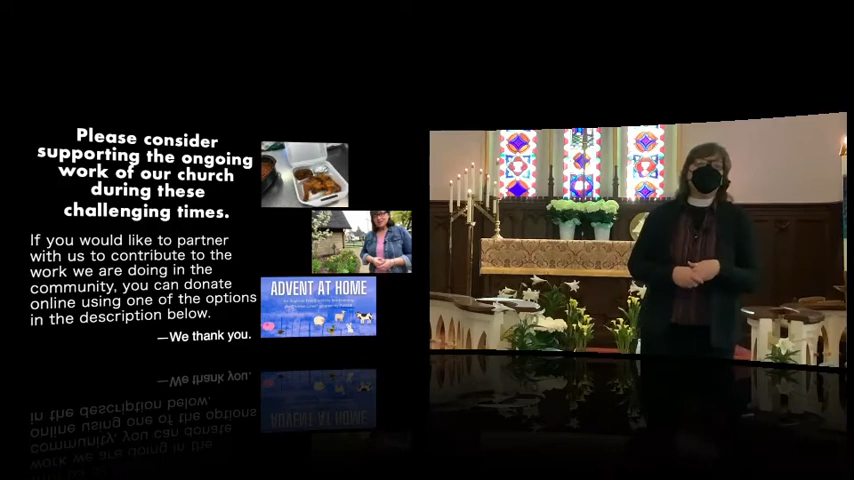 Please consider
supporting the ongoing
work of our church
during these
challenging times.
If you would like to partner
with us to contribute to the
work we are doing in the
community, you can donate
online using one of the options
in the description below.
—We thank you.
ADVENT AT HOME